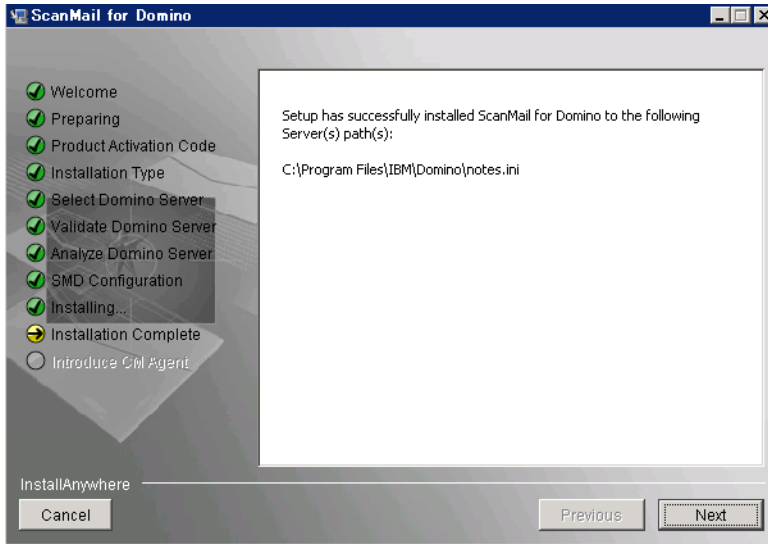 ScanMail for Domino
Welcome
Preparing
Product Activation Code
Installation Type
Select Domino Server
Validate Domino Server
Analyze Domino Server
SMD Configuration
Installing...
Installation Complete
Introduce CM Agent
Setup has successfully installed ScanMail for Domino to the following
Server(s) path(s):
C:\Program Files\IBM\Domino\notes.ini
InstallAnywhere
Cancel
Previous
Next